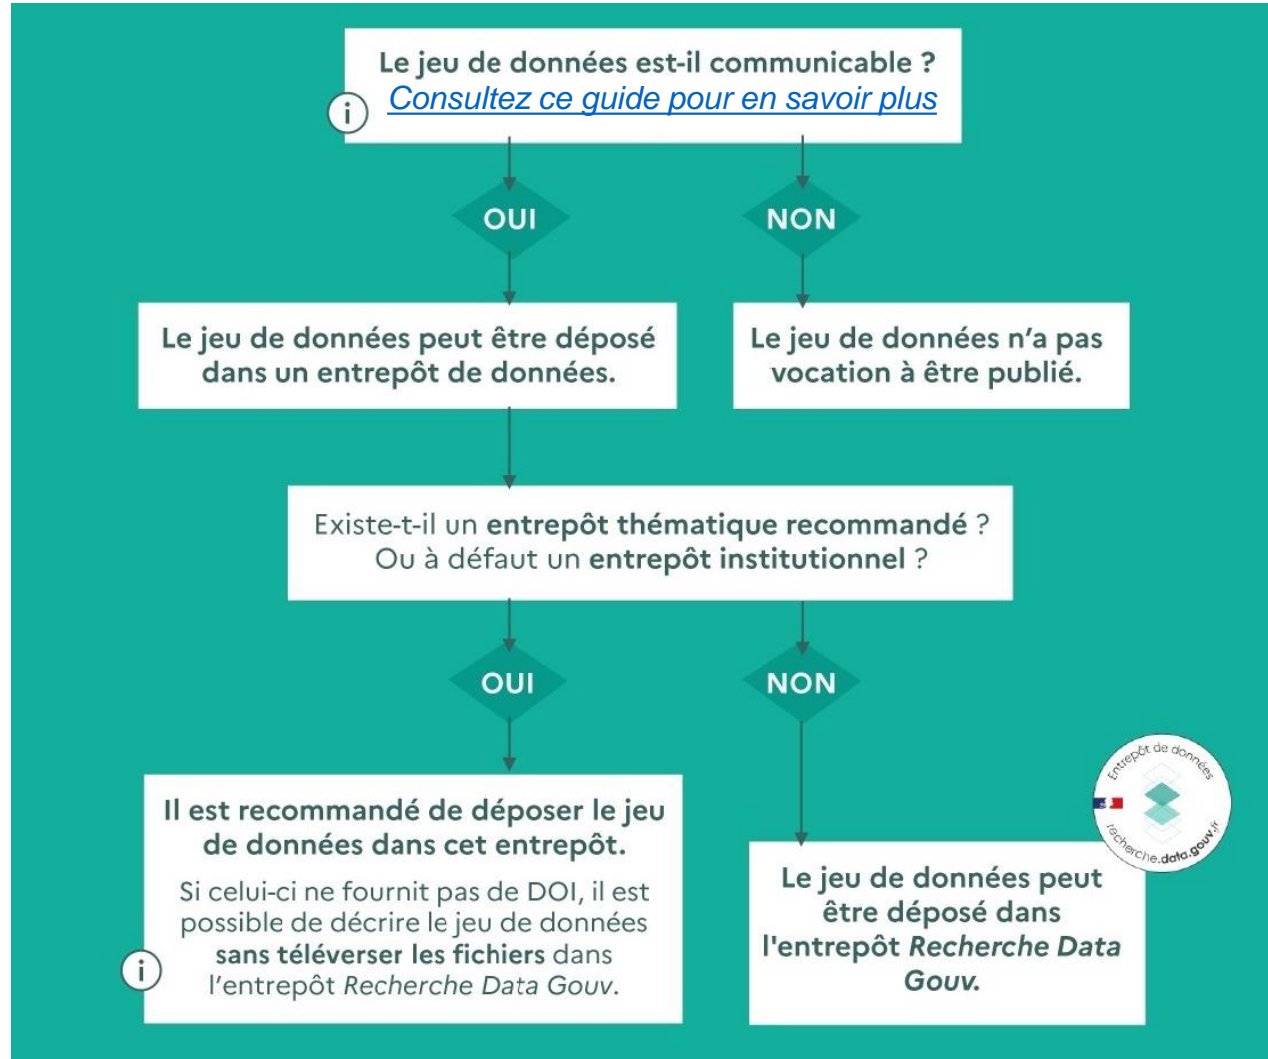 Le jeu de données est-il communicable ?
Consultez ce guide pour en savoir plus
i
OUI
NON
Le jeu de données peut être déposé
dans un entrepôt de données.
Le jeu de données n’a pas
vocation à être publié.
Existe-t-il un entrepôt thématique recommandé ?
Ou à défaut un entrepôt institutionnel ?
OUI
NON
Il est recommandé de déposer le jeu
de données dans cet entrepôt.
Si celui-ci ne fournit pas de DOI, il est
possible de décrire le jeu de données
sans téléverser les fichiers dans
l’entrepôt Recherche Data Gouv.
i
Entrepôt de données
recherche.data.gouv.fr
Le jeu de données peut
être déposé dans
l'entrepôt Recherche Data
Gouv.